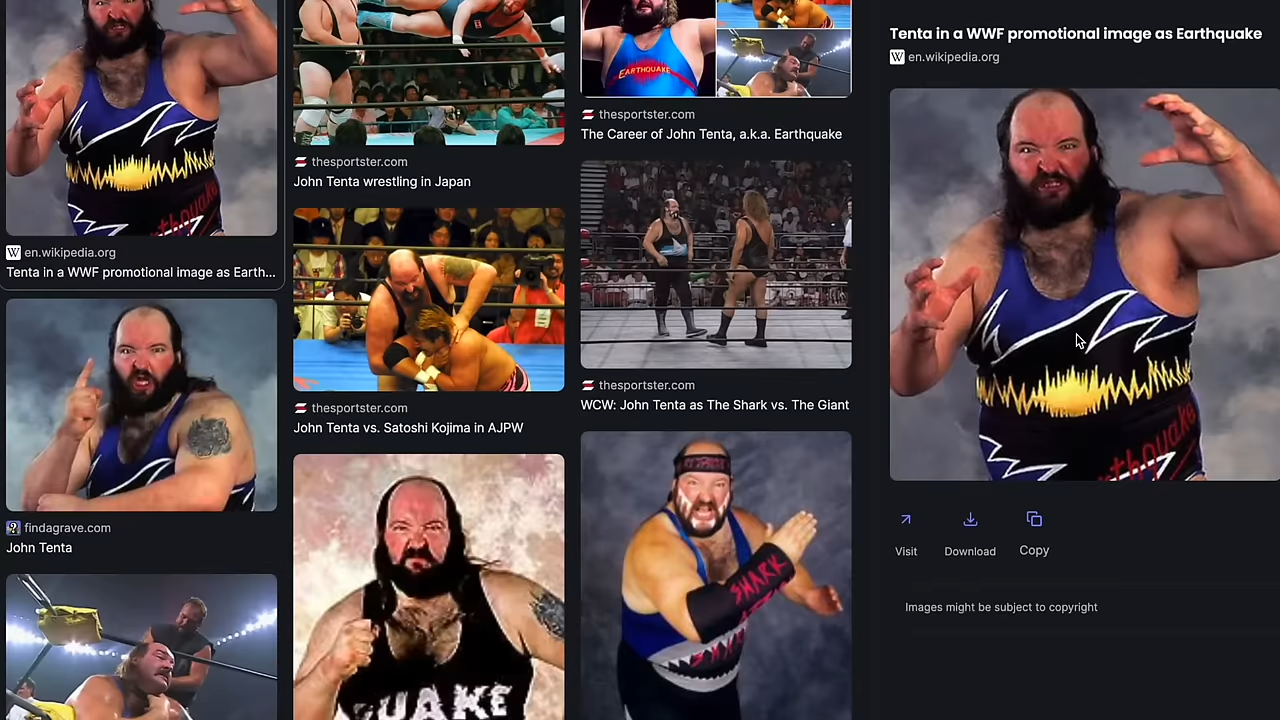 thquake
W en.wikipedia.org
Tenta in a WWF promotional image as Earth...
findagrave.com
John Tenta
thesportster.com
John Tenta wrestling in Japan
thesportster.com
John Tenta vs. Satoshi Kojima in AJPW
QUAKE
EARTHQUAKE
thesportster.com
The Career of John Tenta, a.k.a. Earthquake
thesportster.com
WCW: John Tenta as The Shark vs. The Giant
SHARK
Tenta in a WWF promotional image as Earthquake
W en.wikipedia.org
rthquake
Visit
Download
Copy
Images might be subject to copyright